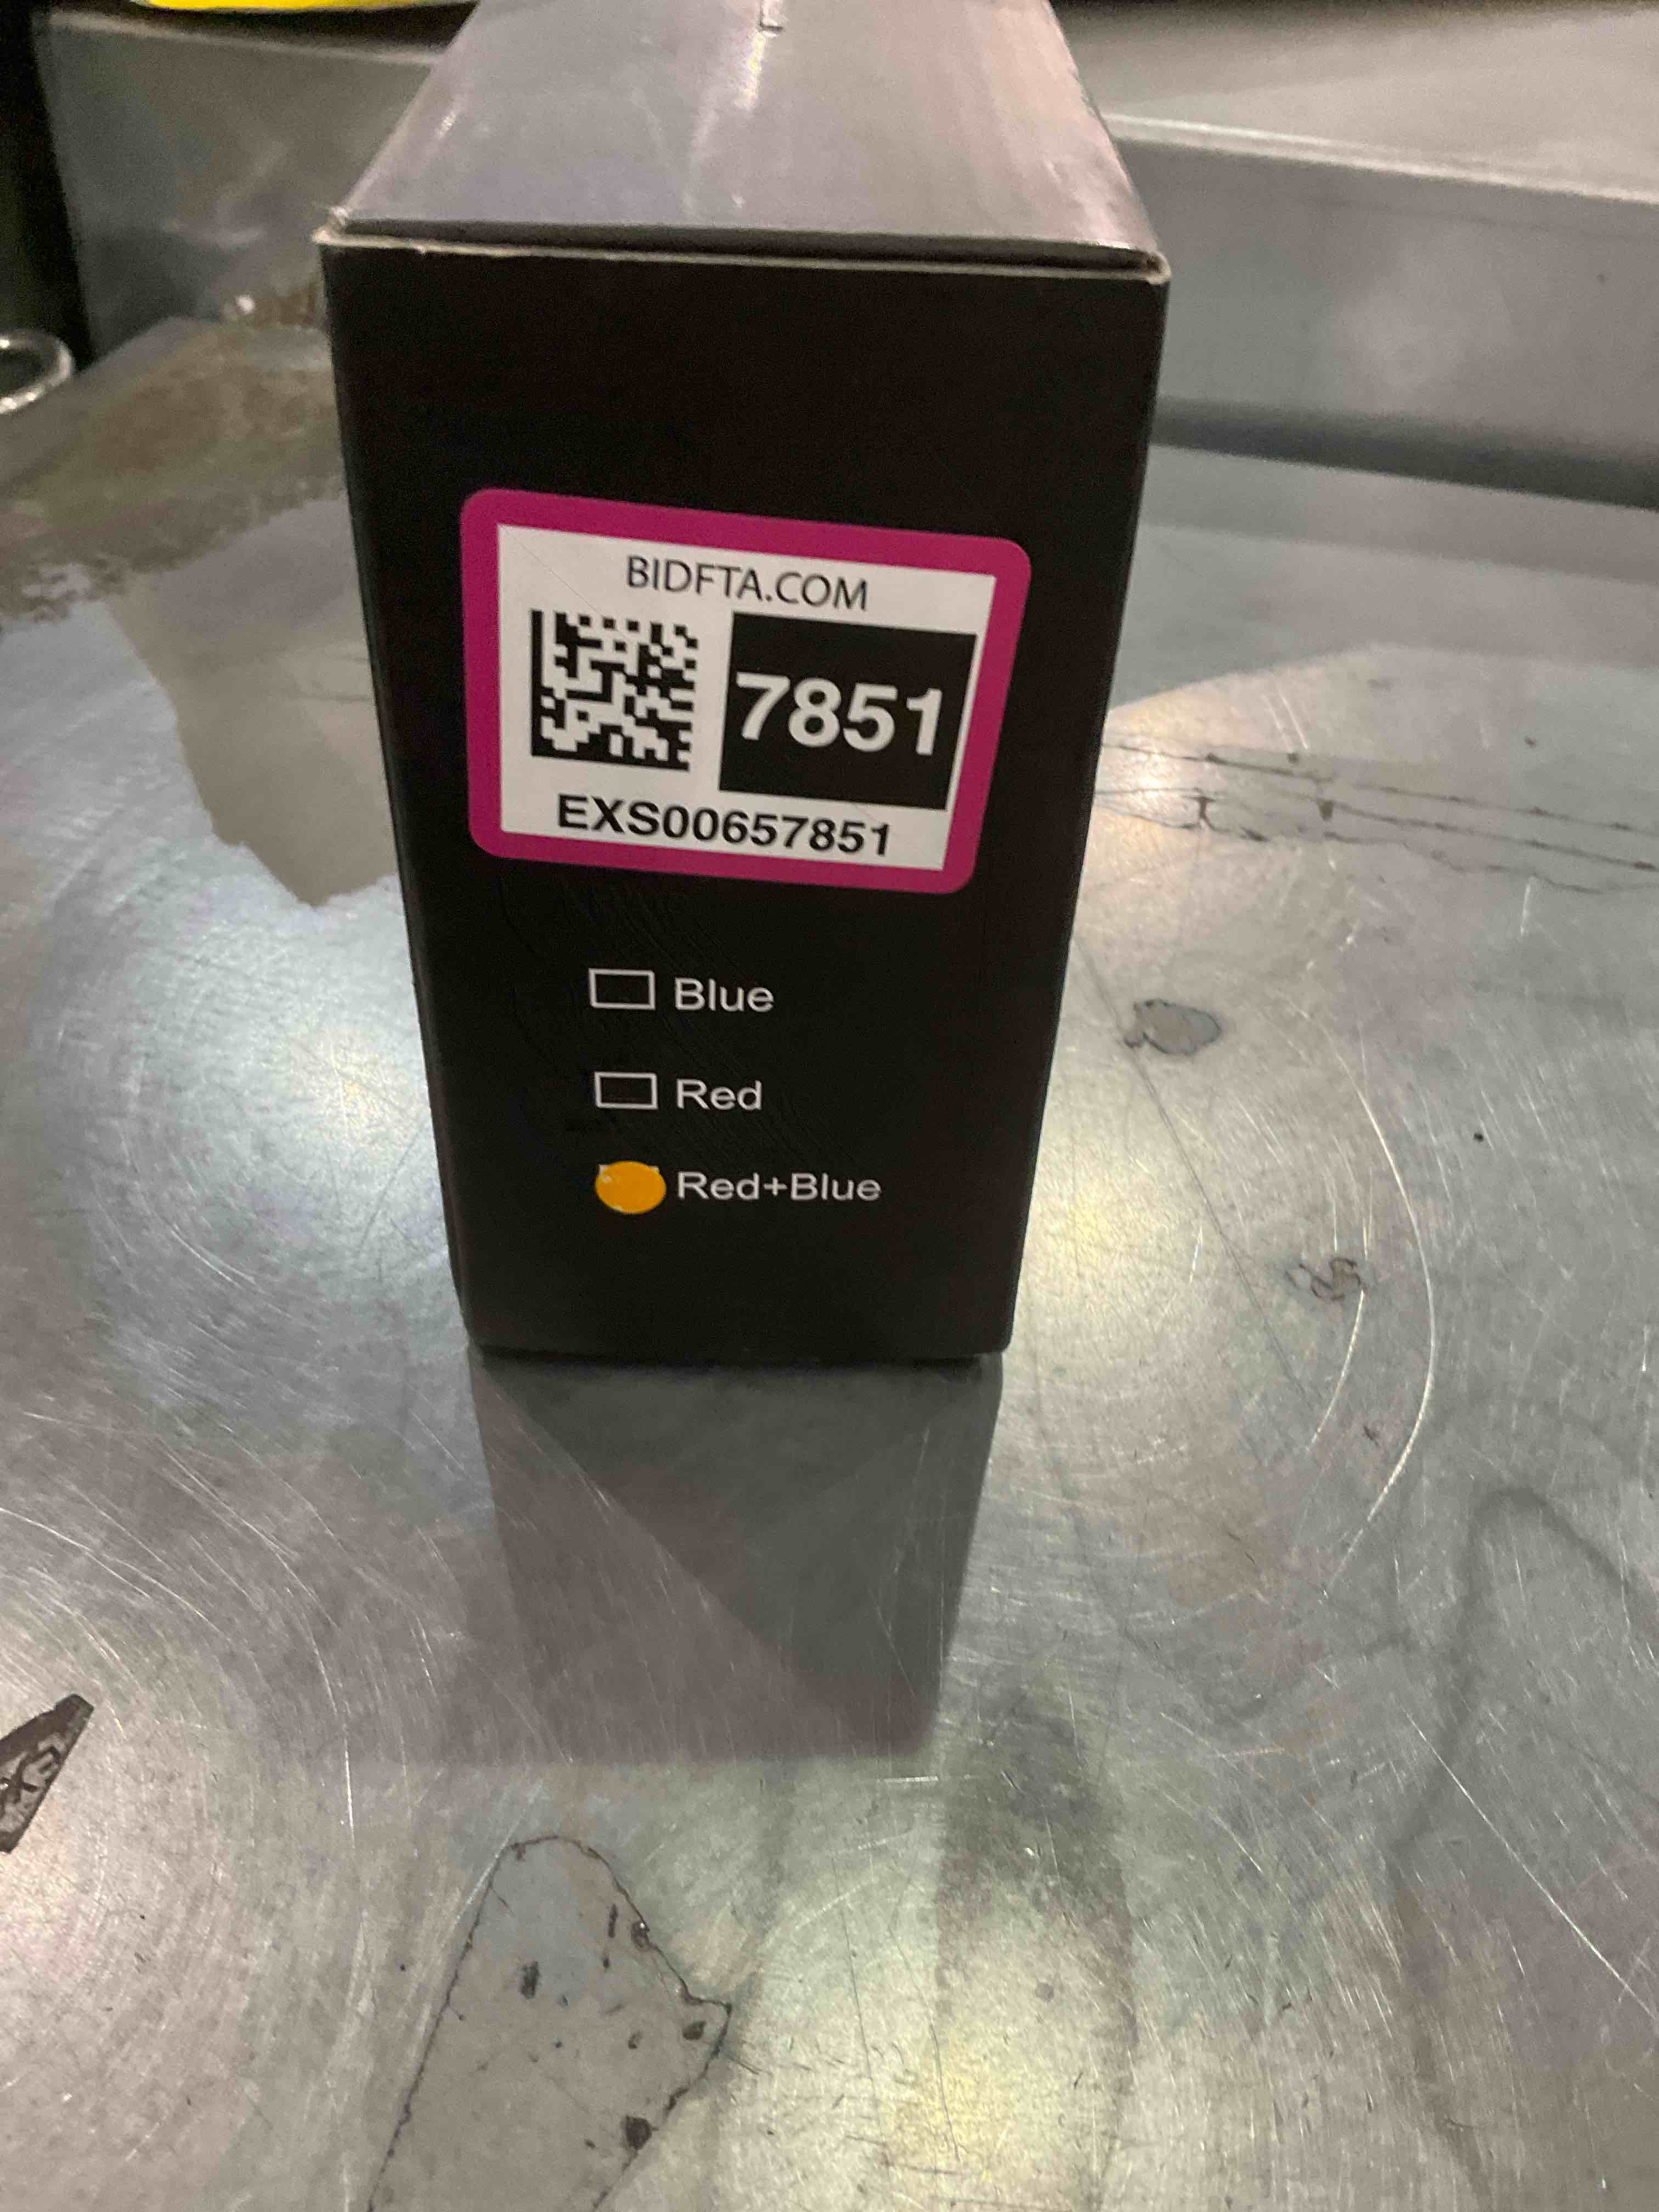 BIDFTA.COM
7851
EXS00657851
Blue
Red
Red+Blue